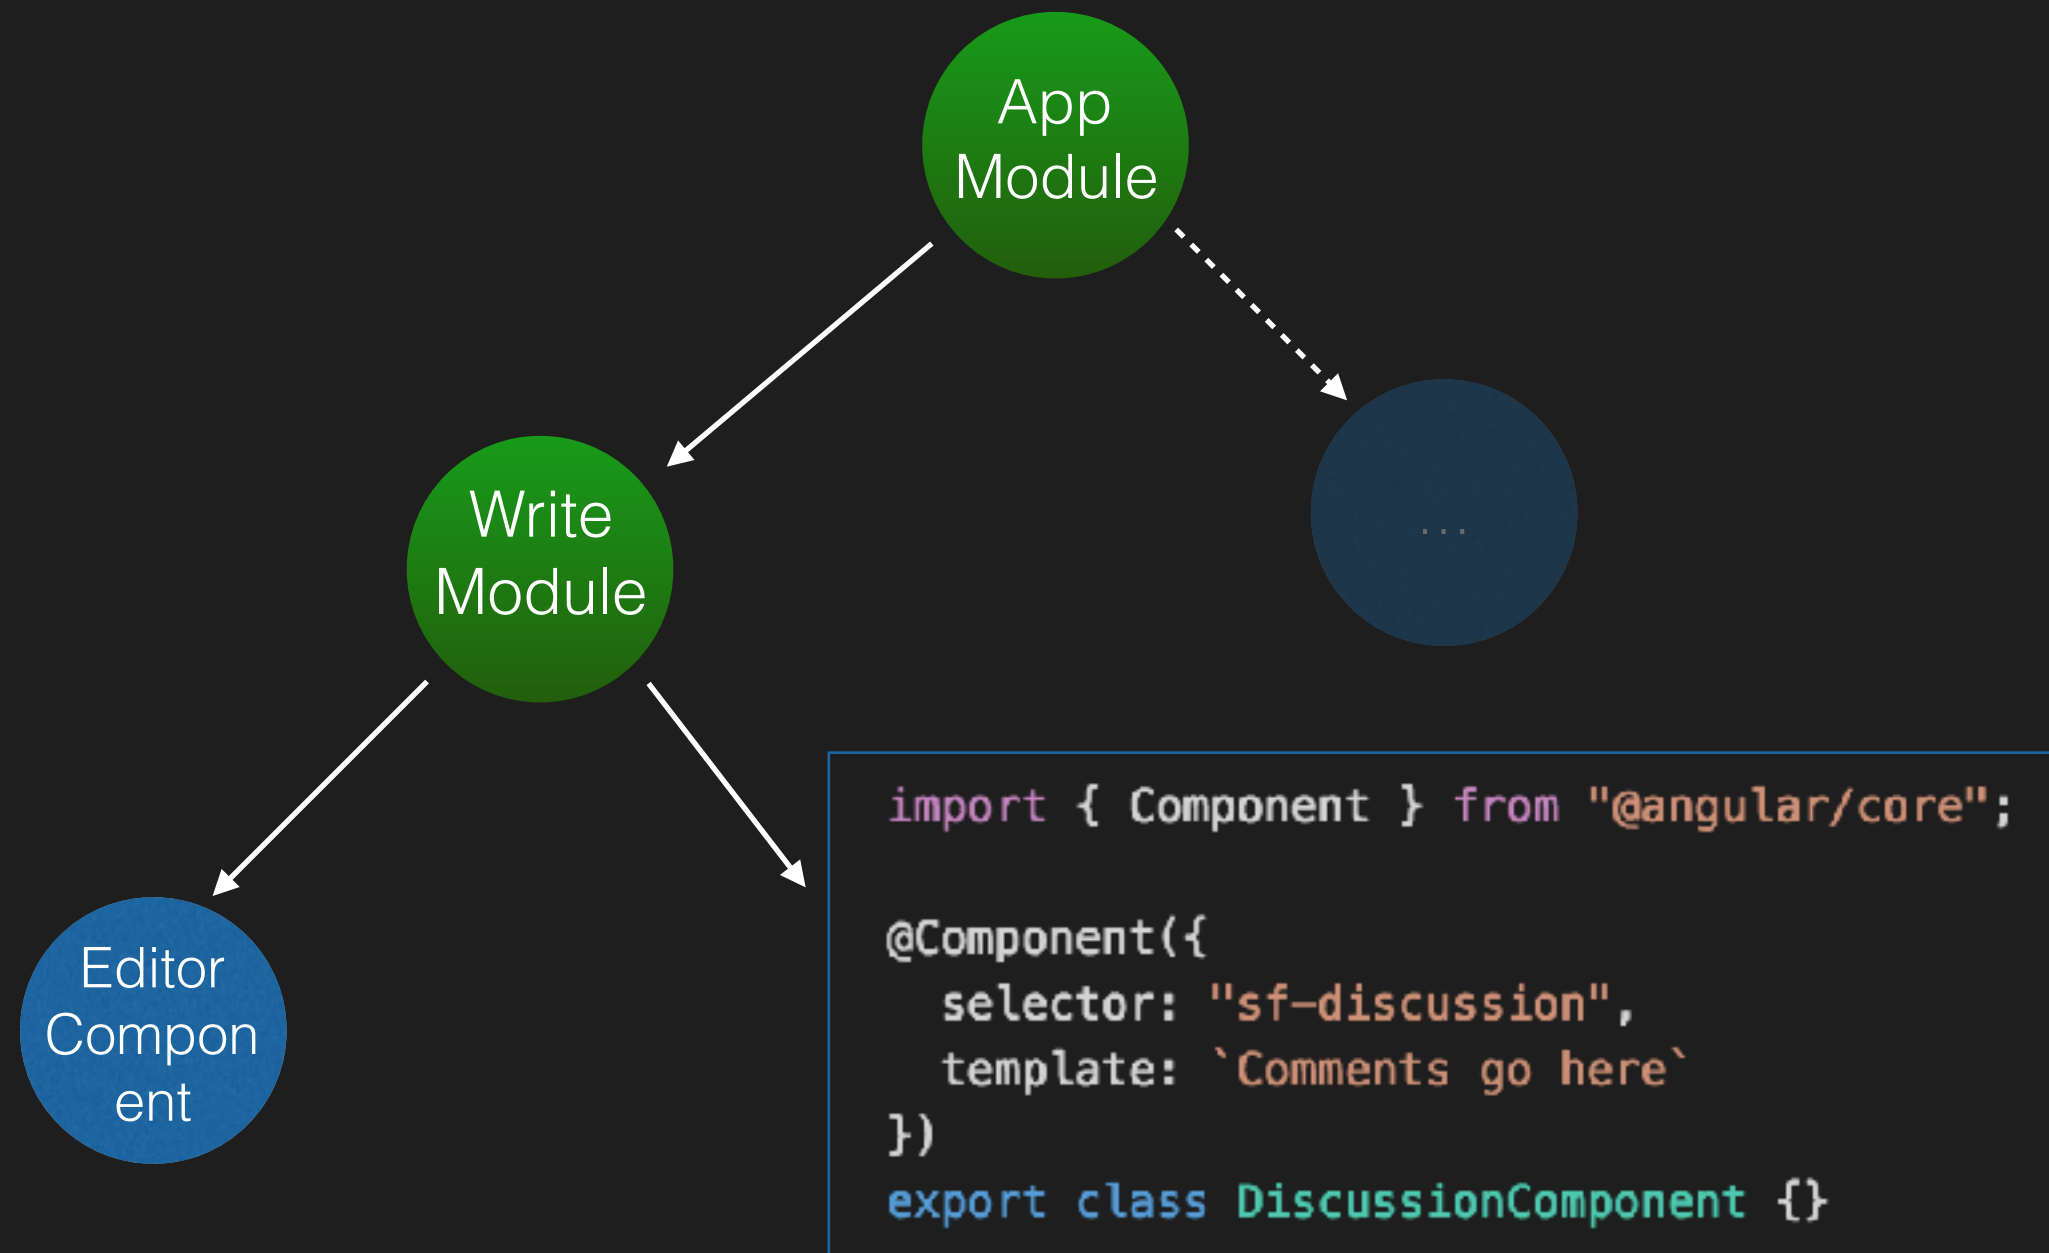 App
Module
Write
Module
...
Editor
Compon
ent
import { Component } from "@angular/core";
@Component({
  selector: "sf-discussion",
  template: `Comments go here`
})
export class DiscussionComponent {}